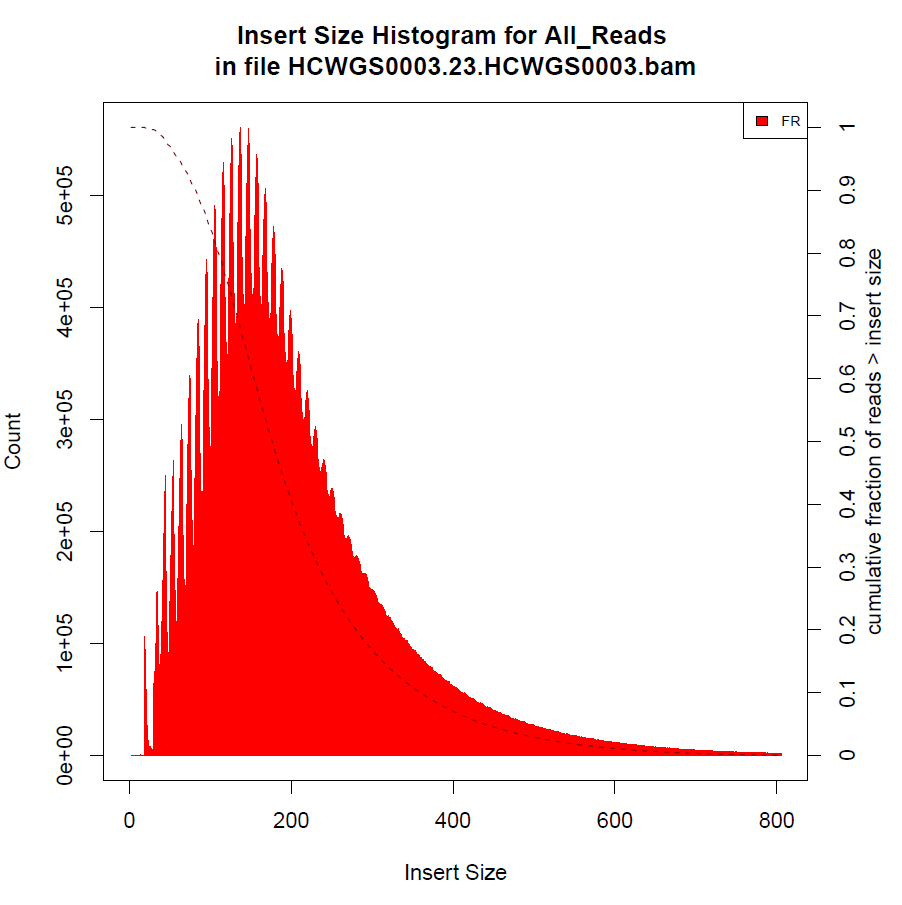 Insert Size Histogram for All_Reads
in file HCWGS0003.23.HCWGS0003.bam
FR
Count
0e+00 1e+05 2e+05 3e+05 4e+05 5e+05
0 0.1 0.2 0.3 0.4 0.5 0.6 0.7 0.8 0.9 1
cumulative fraction of reads > insert size
0 200 400 600 800
Insert Size